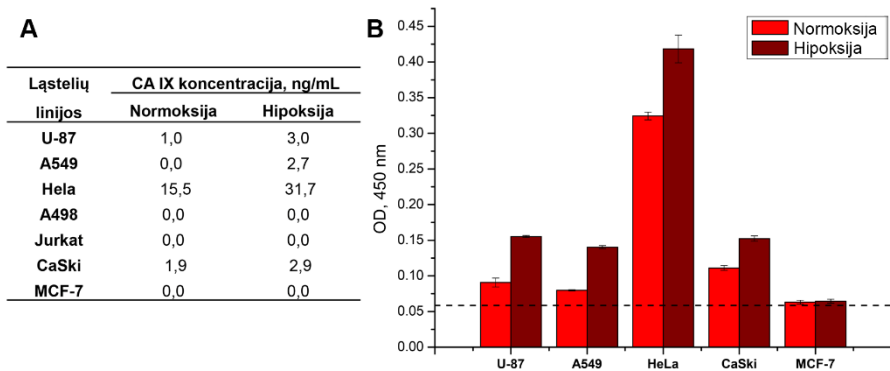 A
Ląstelių linijos CA IX koncentracija, ng/mL
Normoksija Hipoksija
U-87 1,0 3,0
A549 0,0 2,7
Hela 15,5 31,7
A498 0,0 0,0
Jurkat 0,0 0,0
CaSki 1,9 2,9
MCF-7 0,0 0,0
B
Normoksija
Hipoksija
OD, 450 nm
0.45
0.40
0.35
0.30
0.25
0.20
0.15
0.10
0.05
0.00
U-87 A549 HeLa CaSki MCF-7